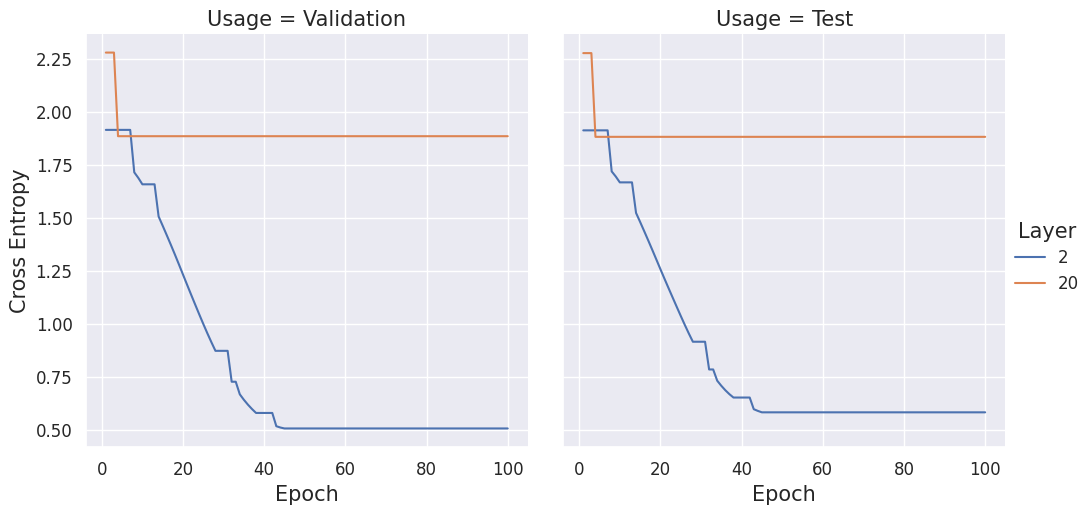 Usage = Validation
Usage = Test
Cross Entropy
2.25
2.00
1.75
1.50
1.25
1.00
0.75
0.50
0 20 40 60 80 100
0 20 40 60 80 100
Epoch
Epoch
Layer
2
20